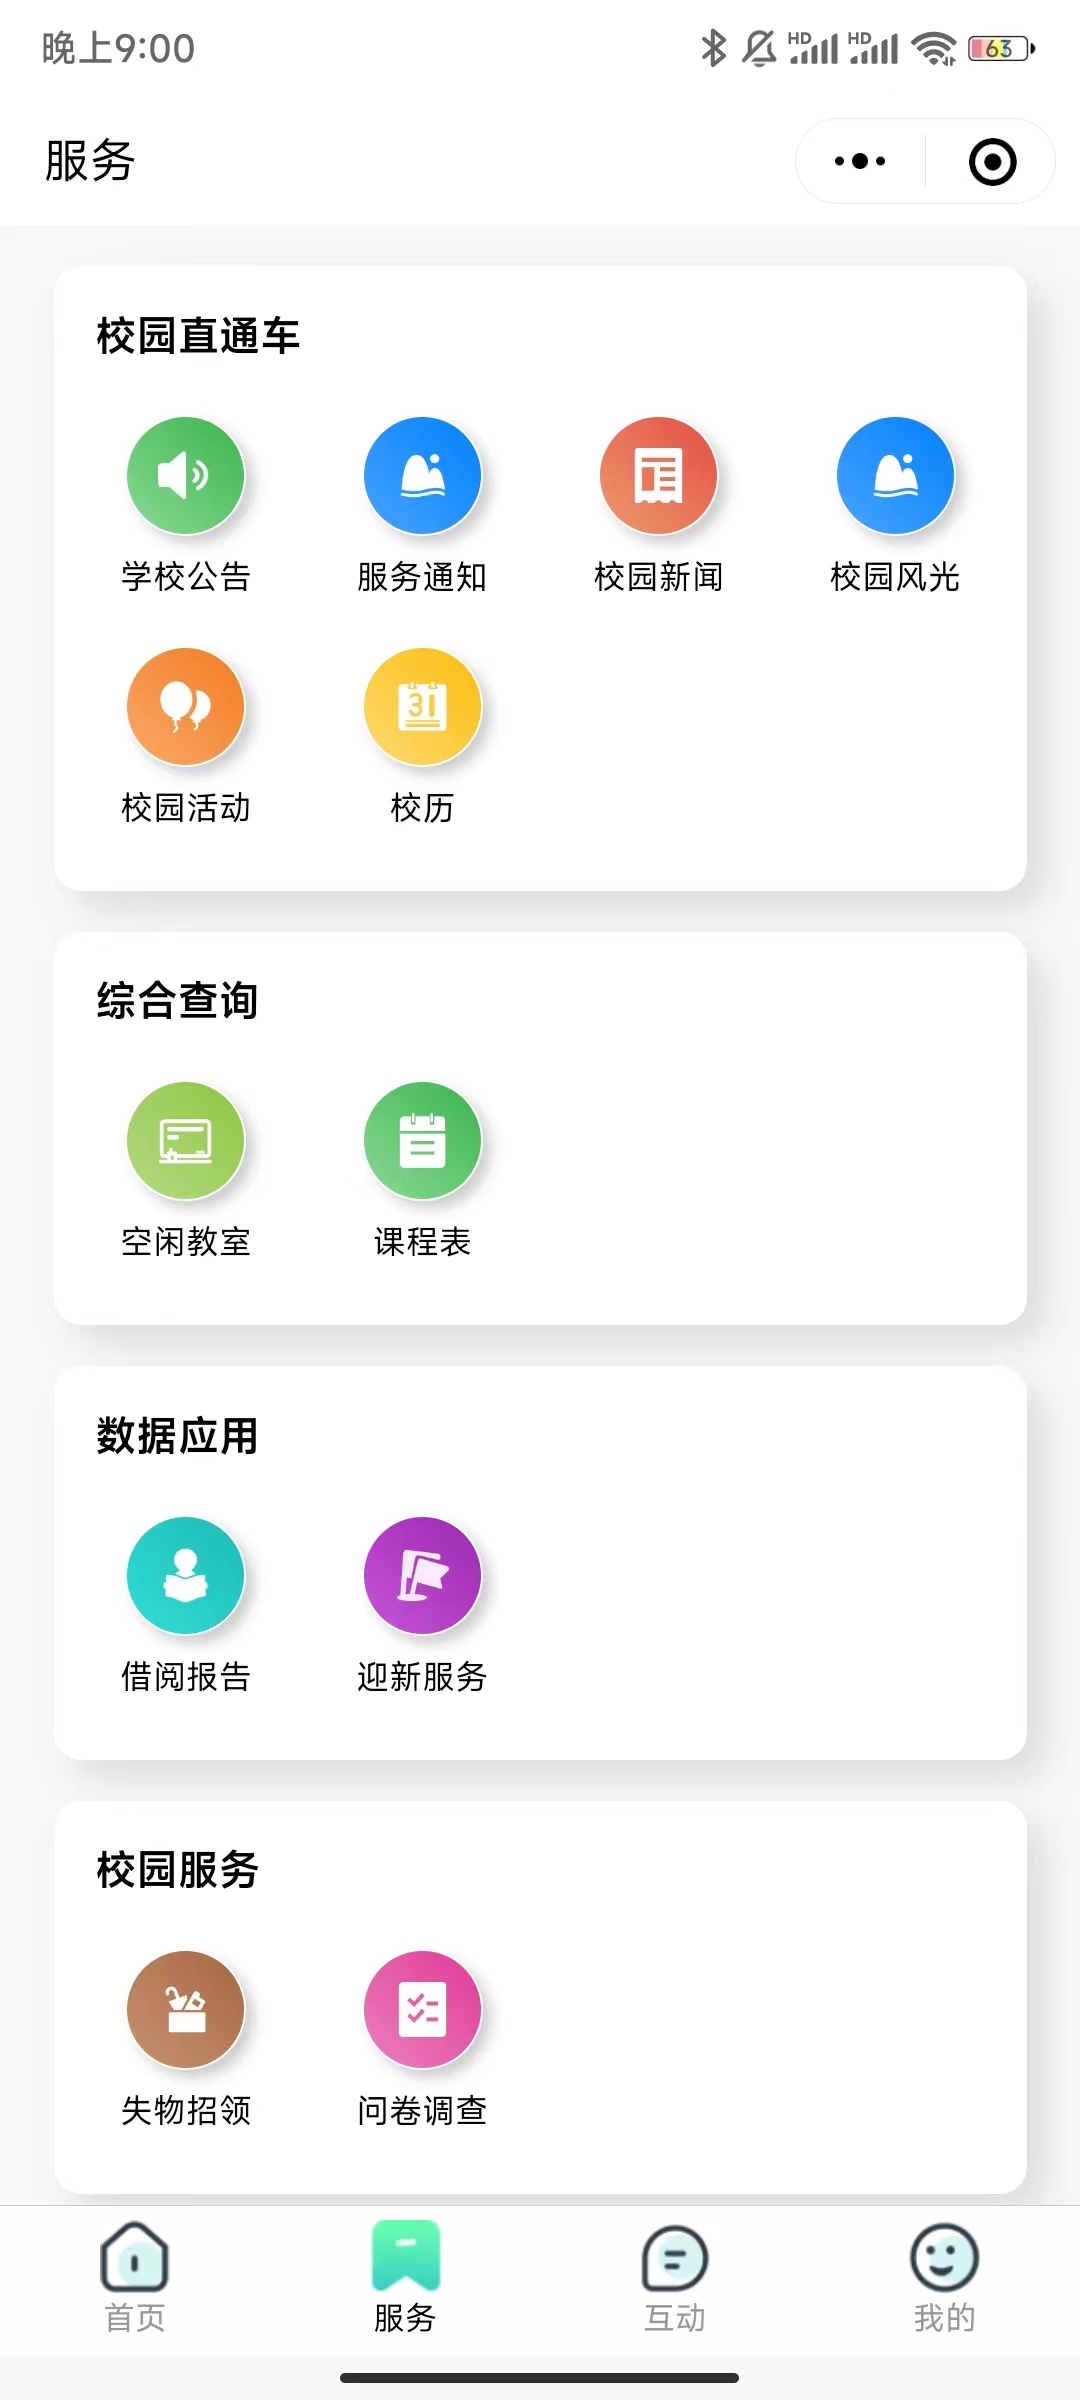 晚上9:00
HD HD 63
服务
校园直通车
学校公告 服务通知 校园新闻 校园风光
31
校园活动 校历
综合查询
空闲教室 课程表
数据应用
借阅报告 迎新服务
校园服务
失物招领 问卷调查
首页 服务 互动 我的